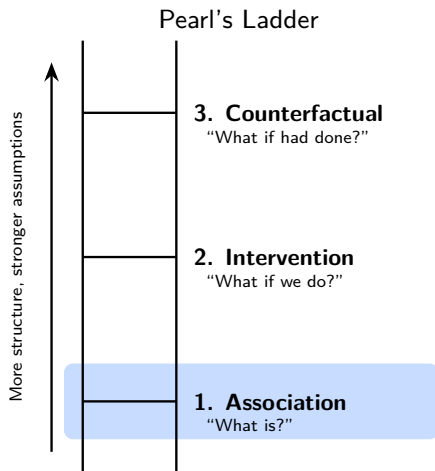 Pearl's Ladder
3. Counterfactual
“What if had done?”
2. Intervention
“What if we do?”
1. Association
“What is?”
More structure, stronger assumptions